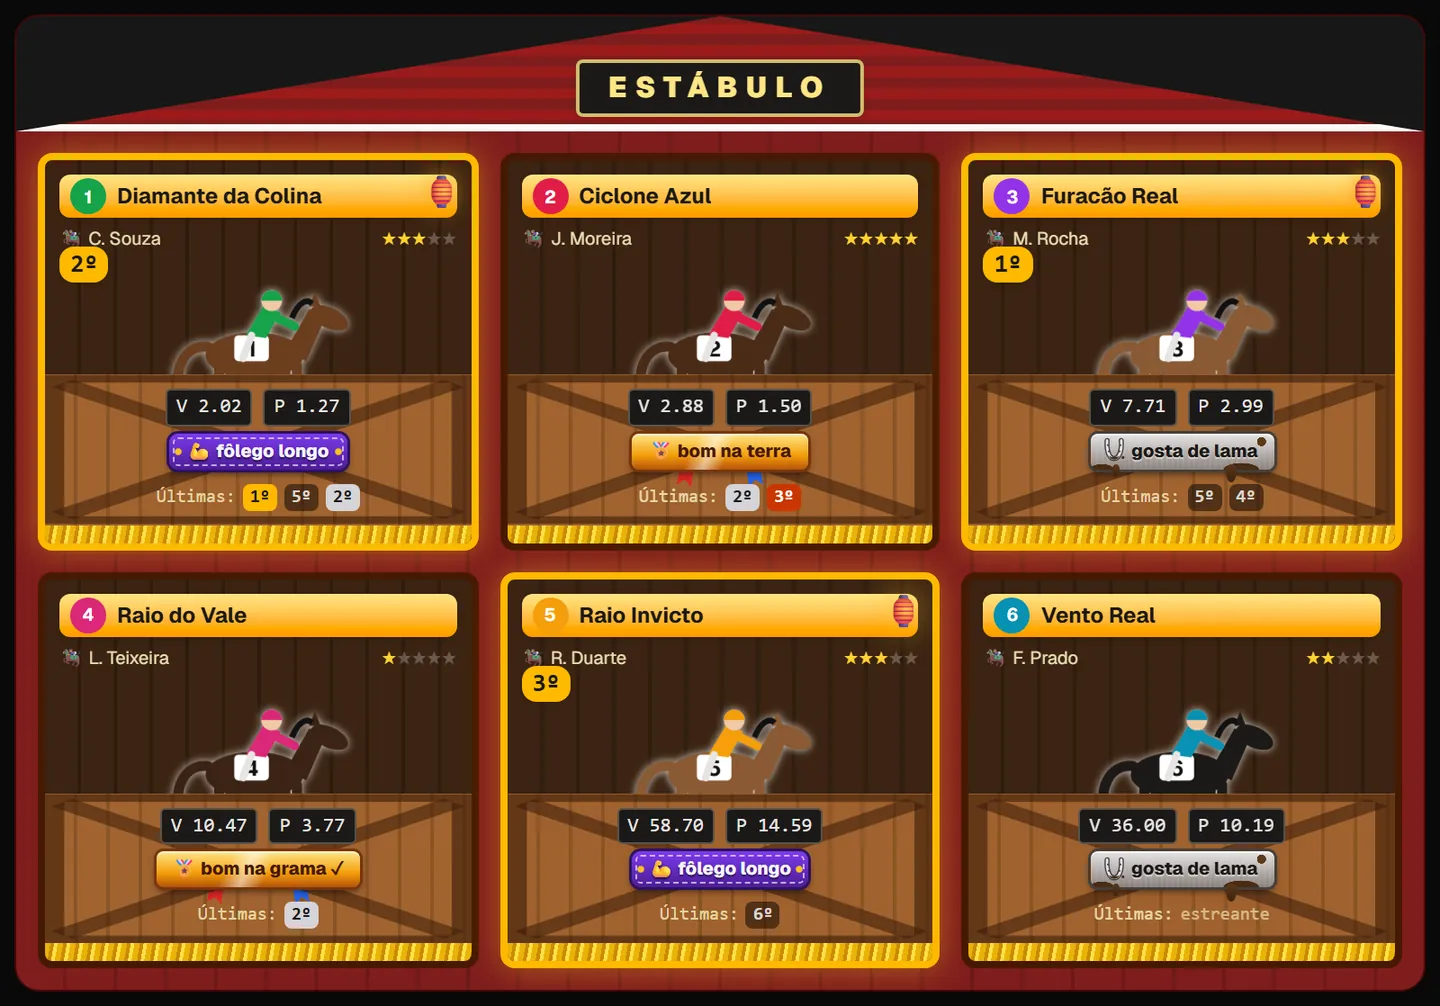 ESTÁBULO
1 Diamante da Colina
C. Souza ★★★★★
2º
1
V 2.02 P 1.27
fôlego longo
Últimas: 1º 5º 2º
2 Ciclone Azul
J. Moreira ★★★★★
2
V 2.88 P 1.50
bom na terra
Últimas: 2º 3º
3 Furacão Real
M. Rocha ★★★★★
1º
3
V 7.71 P 2.99
gosta de lama
Últimas: 5º 4º
4 Raio do Vale
L. Teixeira ★★★★★
4
V 10.47 P 3.77
bom na grama ✓
Últimas: 2º
5 Raio Invicto
R. Duarte ★★★★★
3º
5
V 58.70 P 14.59
fôlego longo
Últimas: 6º
6 Vento Real
F. Prado ★★★★★
6
V 36.00 P 10.19
gosta de lama
Últimas: estreante